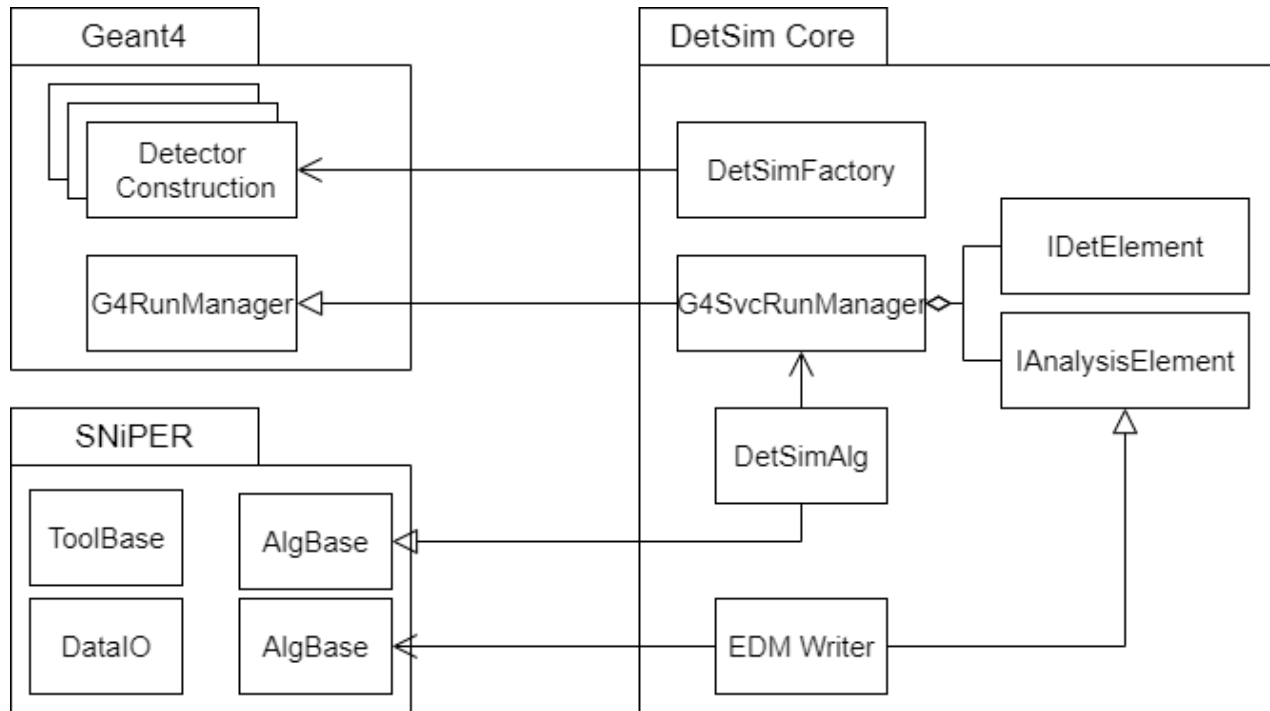 Geant4
DetSim Core
Detector
Construction
DetSimFactory
IDetElement
G4RunManager
G4SvcRunManager
IAnalysisElement
SNiPER
DetSimAlg
ToolBase
AlgBase
DataIO
AlgBase
EDM Writer